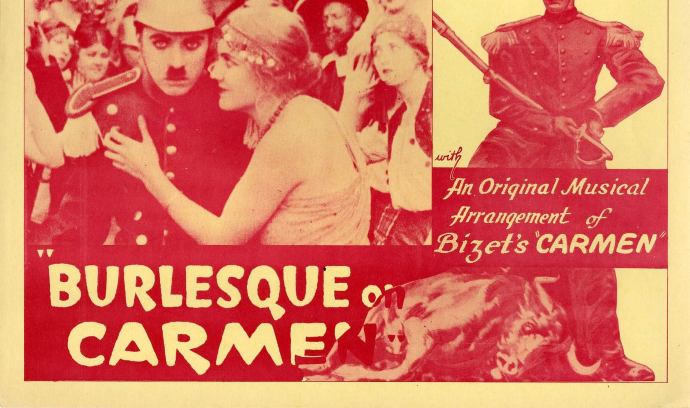 with
An Original Musical
Arrangement of
Bizet's "CARMEN"
"BURLESQUE on
CARMEN"